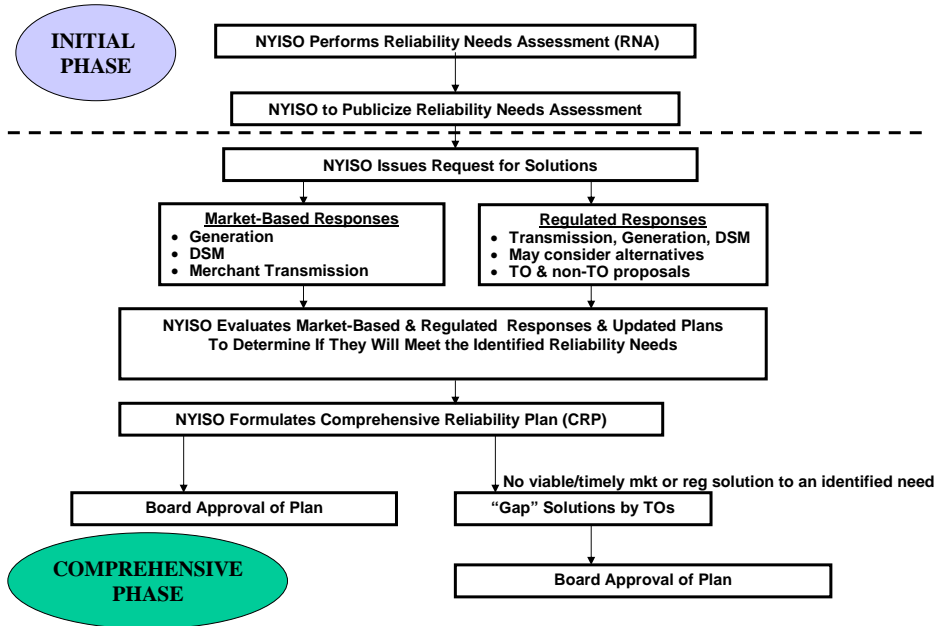 INITIAL
PHASE
NYISO Performs Reliability Needs Assessment (RNA)
NYISO to Publicize Reliability Needs Assessment
NYISO Issues Request for Solutions
Market-Based Responses
• Generation
• DSM
• Merchant Transmission
Regulated Responses
• Transmission, Generation, DSM
• May consider alternatives
• TO & non-TO proposals
NYISO Evaluates Market-Based & Regulated Responses & Updated Plans
To Determine If They Will Meet the Identified Reliability Needs
NYISO Formulates Comprehensive Reliability Plan (CRP)
No viable/timely mkt or reg solution to an identified need
Board Approval of Plan
“Gap” Solutions by TOs
COMPREHENSIVE
PHASE
Board Approval of Plan